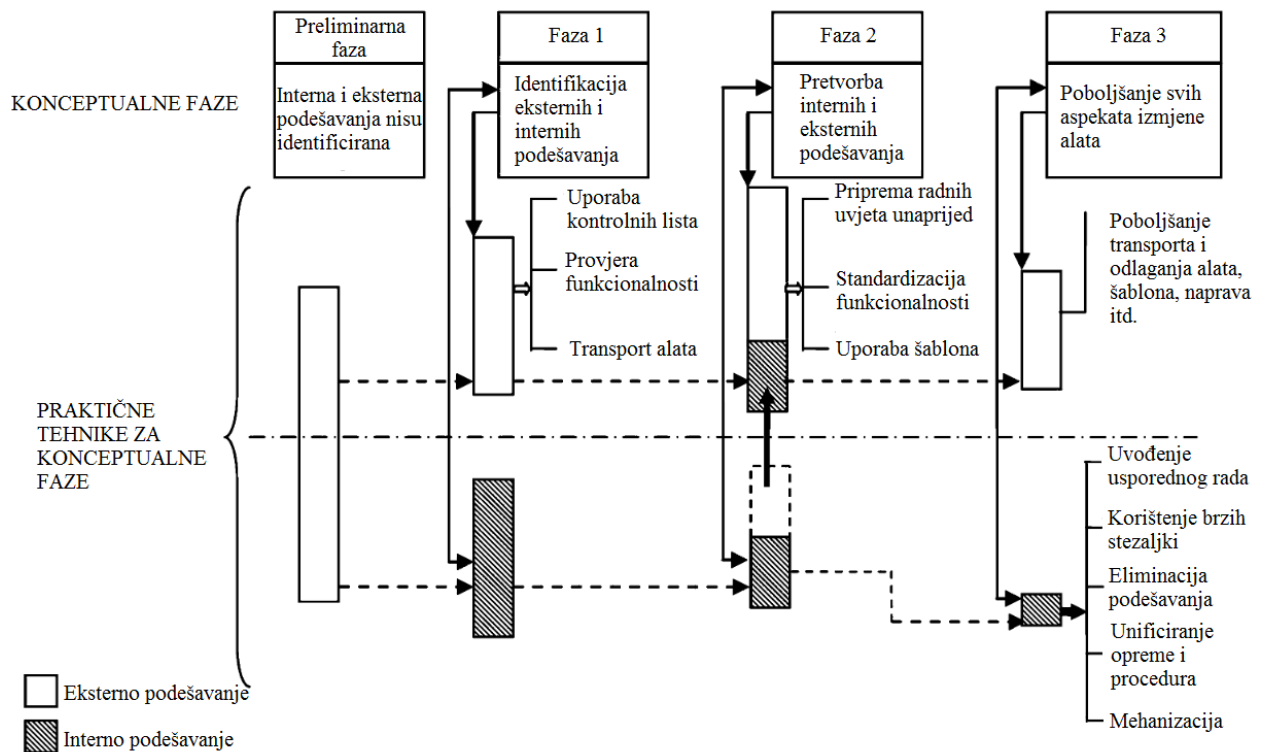 Preliminarna
faza
Interna i eksterna
podešavanja nisu
identificirana
Faza 1
Identifikacija
eksternih i
internih
podešavanja
Faza 2
Pretvorba
internih i
eksternih
podešavanja
Faza 3
Poboljšanje svih
aspekata izmjene
alata
KONCEPTUALNE FAZE
Uporaba
kontrolnih lista
Provjera
funkcionalnosti
Transport alata
Priprema radnih
uvjeta unaprijed
Standardizacija
funkcionalnosti
Uporaba šablona
Poboljšanje
transporta i
odlaganja alata,
šablona, naprava
itd.
PRAKTIČNE
TEHNIKE ZA
KONCEPTUALNE
FAZE
Uvođenje
usporednog rada
Korištenje brzih
stezaljki
Eliminacija
podešavanja
Unificiranje
opreme i
procedura
Mehanizacija
Eksterno podešavanje
Interno podešavanje